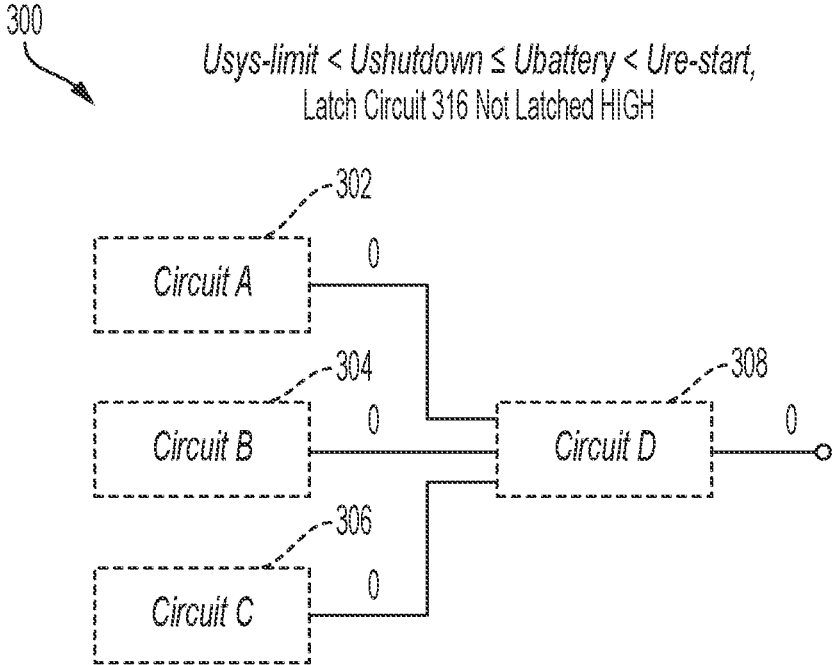 300
Usys-limit < Ushutdown ≤ Ubattery < Ure-start,
Latch Circuit 316 Not Latched HIGH
302
Circuit A
0
304
Circuit B
0
308
Circuit D
0
306
Circuit C
0